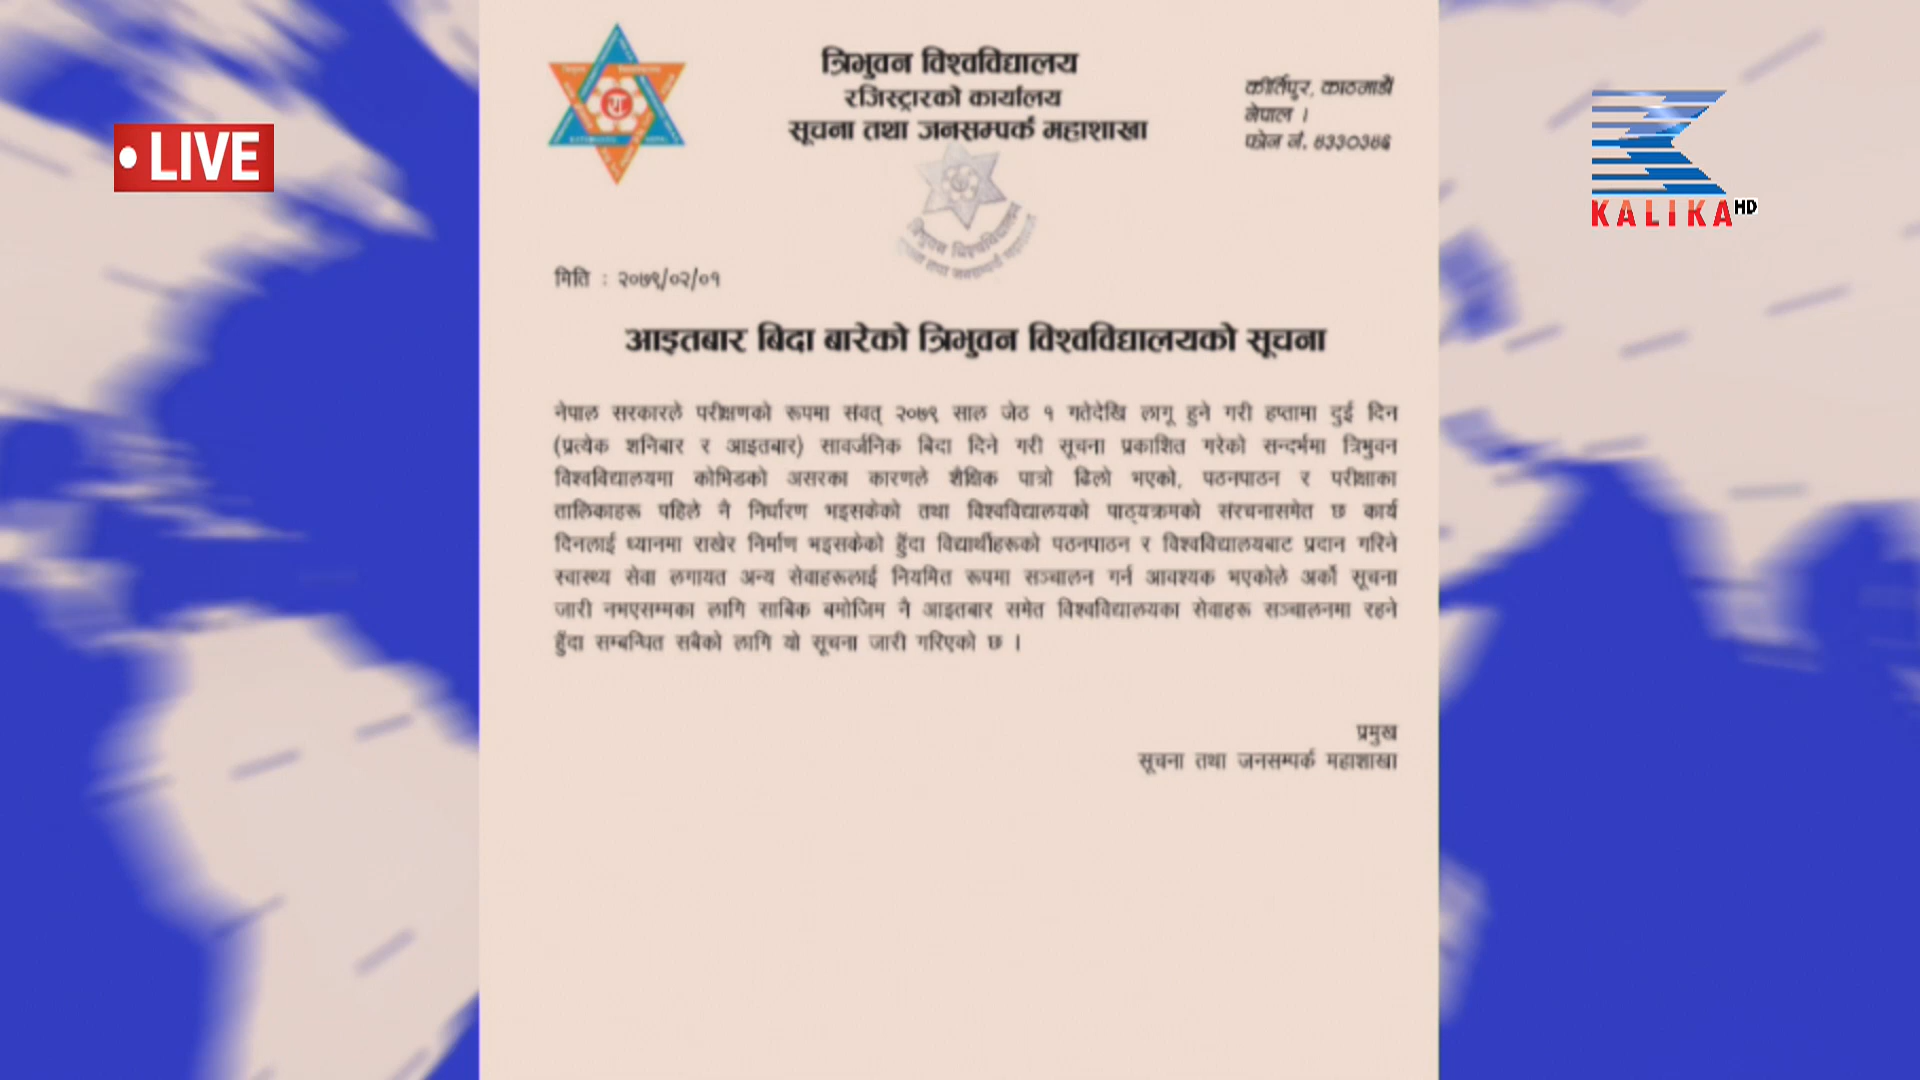 LIVE
त्रिभुवन विश्वविद्यालय
रजिस्ट्रारको कार्यालय
सूचना तथा जनसम्पर्क महाशाखा
कीर्तिपुर, काठमाडौं
नेपाल ।
फोन नं. ४३३०३४६
KALIKA HD
त्रिभुवन विश्वविद्यालय
मिति : २०७९/०२/०१
आइतबार बिदा बारेको त्रिभुवन विश्वविद्यालयको सूचना
नेपाल सरकारले परीक्षणको रूपमा संवत् २०७९ साल जेठ १ गतेदेखि लागू हुने गरी हप्तामा दुई दिन
(प्रत्येक शनिबार र आइतबार) सार्वजनिक बिदा दिने गरी सूचना प्रकाशित गरेको सन्दर्भमा त्रिभुवन
विश्वविद्यालयमा कोभिडको असरका कारणले शैक्षिक पात्रो ढिलो भएको, पठनपाठन र परीक्षाका
तालिकाहरू पहिले नै निर्धारण भइसकेको तथा विश्वविद्यालयको पाठ्यक्रमको संरचनासमेत छ कार्य
दिनलाई ध्यानमा राखेर निर्माण भइसकेको हुँदा विद्यार्थीहरूको पठनपाठन र विश्वविद्यालयबाट प्रदान गरिने
स्वास्थ्य सेवा लगायत अन्य सेवाहरूलाई नियमित रूपमा सञ्चालन गर्न आवश्यक भएकोले अर्को सूचना
जारी नभएसम्मका लागि साबिक बमोजिम नै आइतबार समेत विश्वविद्यालयका सेवाहरू सञ्चालनमा रहने
हुँदा सम्बन्धित सबैको लागि यो सूचना जारी गरिएको छ ।
प्रमुख
सूचना तथा जनसम्पर्क महाशाखा